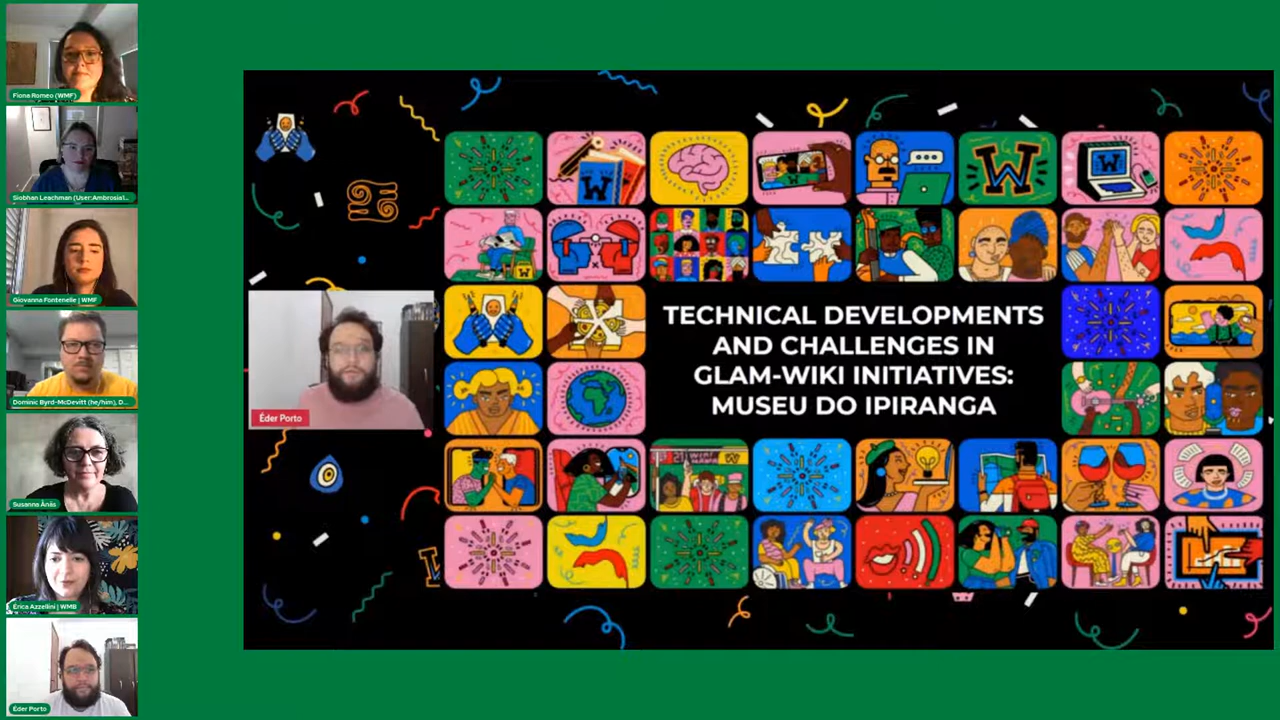 Fiona Romeo (WMF)
Siobhan Leachman (User:Ambrosia1...
Giovanna Fontenelle | WMF
Dominic Byrd-McDevitt (he/him), D...
Susanna Ånäs
Érica Azzellini | WMB
Éder Porto
Éder Porto
TECHNICAL DEVELOPMENTS
AND CHALLENGES IN
GLAM-WIKI INITIATIVES:
MUSEU DO IPIRANGA
W
W
W
W